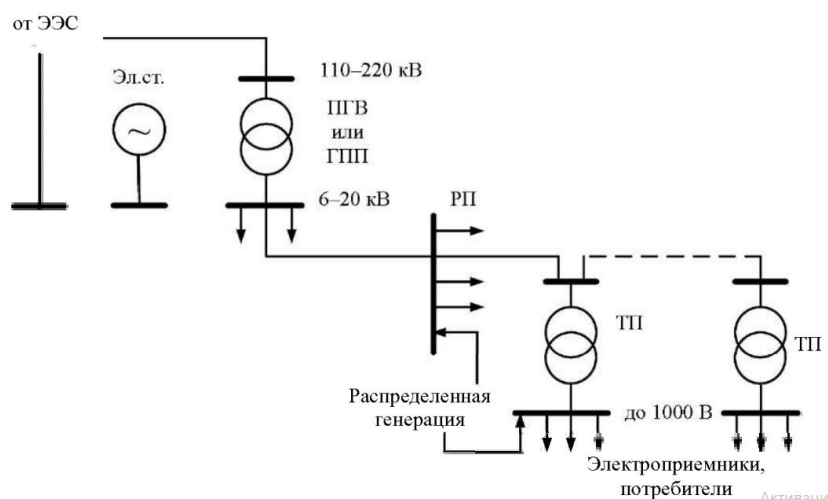 от ЭЭС
Эл.ст.
110–220 кВ
ПГВ
или
ГПП
6–20 кВ
РП
ТП
ТП
Распределенная
генерация
до 1000 В
Электроприемники,
потребители
Активаци